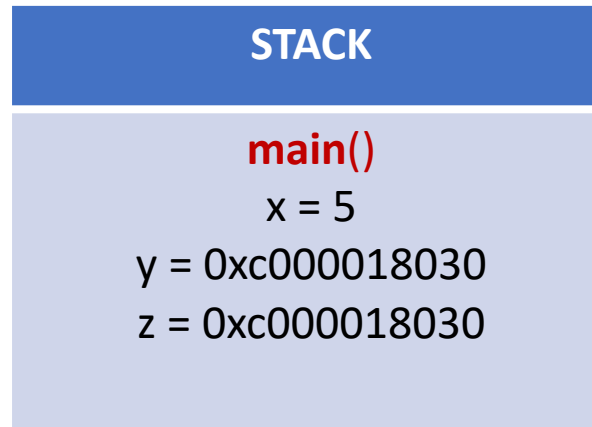 STACK
main()
x = 5
y = 0xc000018030
z = 0xc000018030